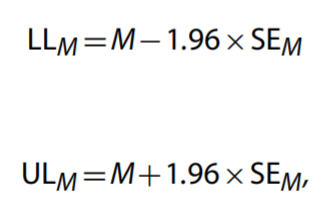 LL_M = M − 1.96 × SE_M
UL_M = M + 1.96 × SE_M,